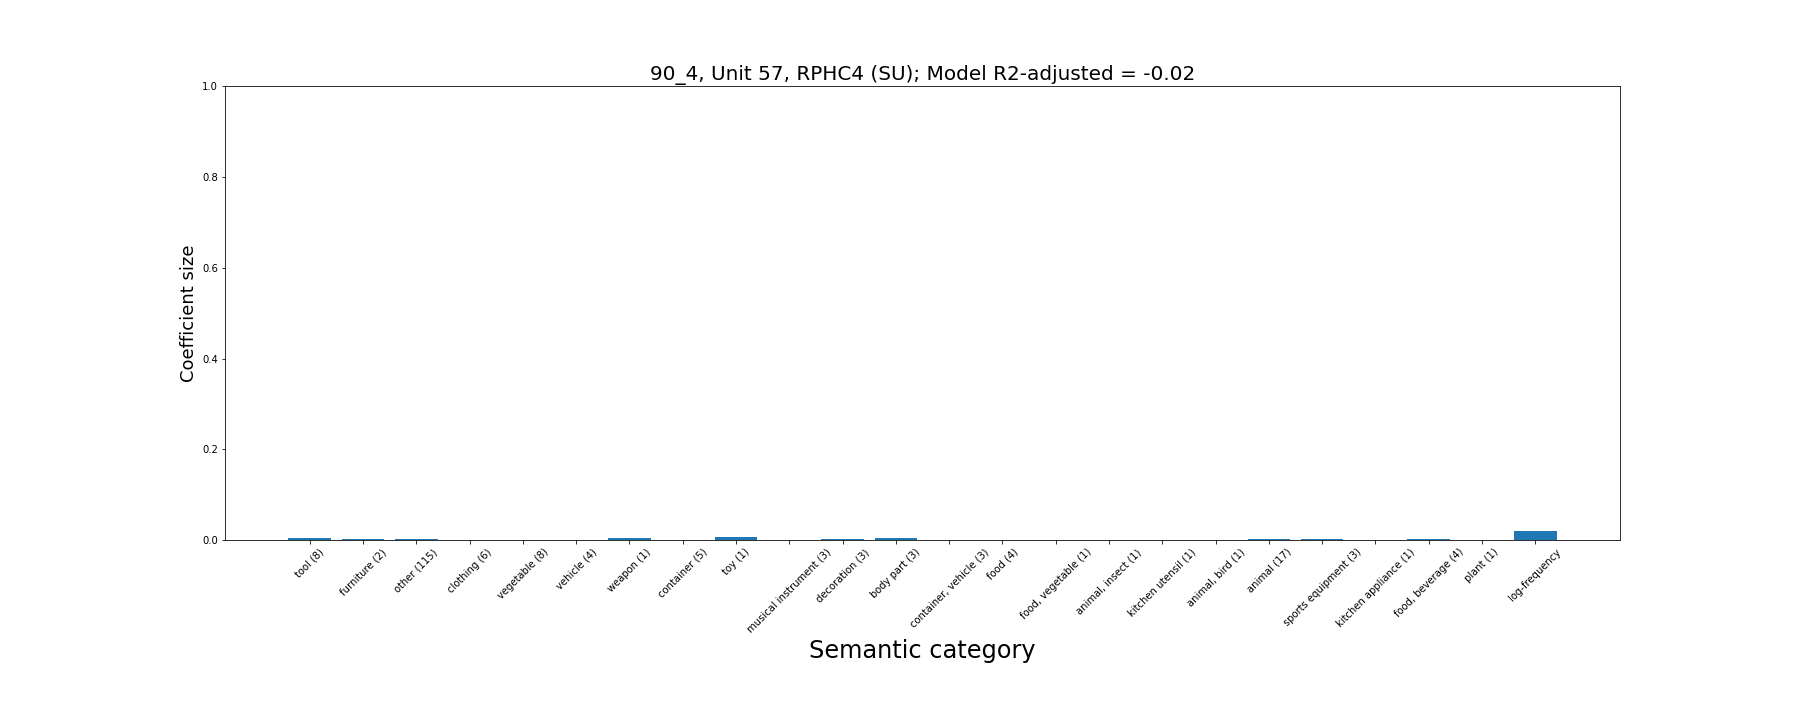 90_4, Unit 57, RPHC4 (SU); Model R2-adjusted = -0.02
Coefficient size
1.0
0.8
0.6
0.4
0.2
0.0
tool (8)
furniture (2)
other (115)
clothing (6)
vegetable (8)
vehicle (4)
weapon (1)
container (5)
toy (1)
musical instrument (3)
decoration (3)
body part (3)
container, vehicle (3)
food (4)
food, vegetable (1)
animal, insect (1)
kitchen utensil (1)
animal, bird (1)
animal (17)
sports equipment (3)
kitchen appliance (1)
food, beverage (4)
plant (1)
log-frequency
Semantic category